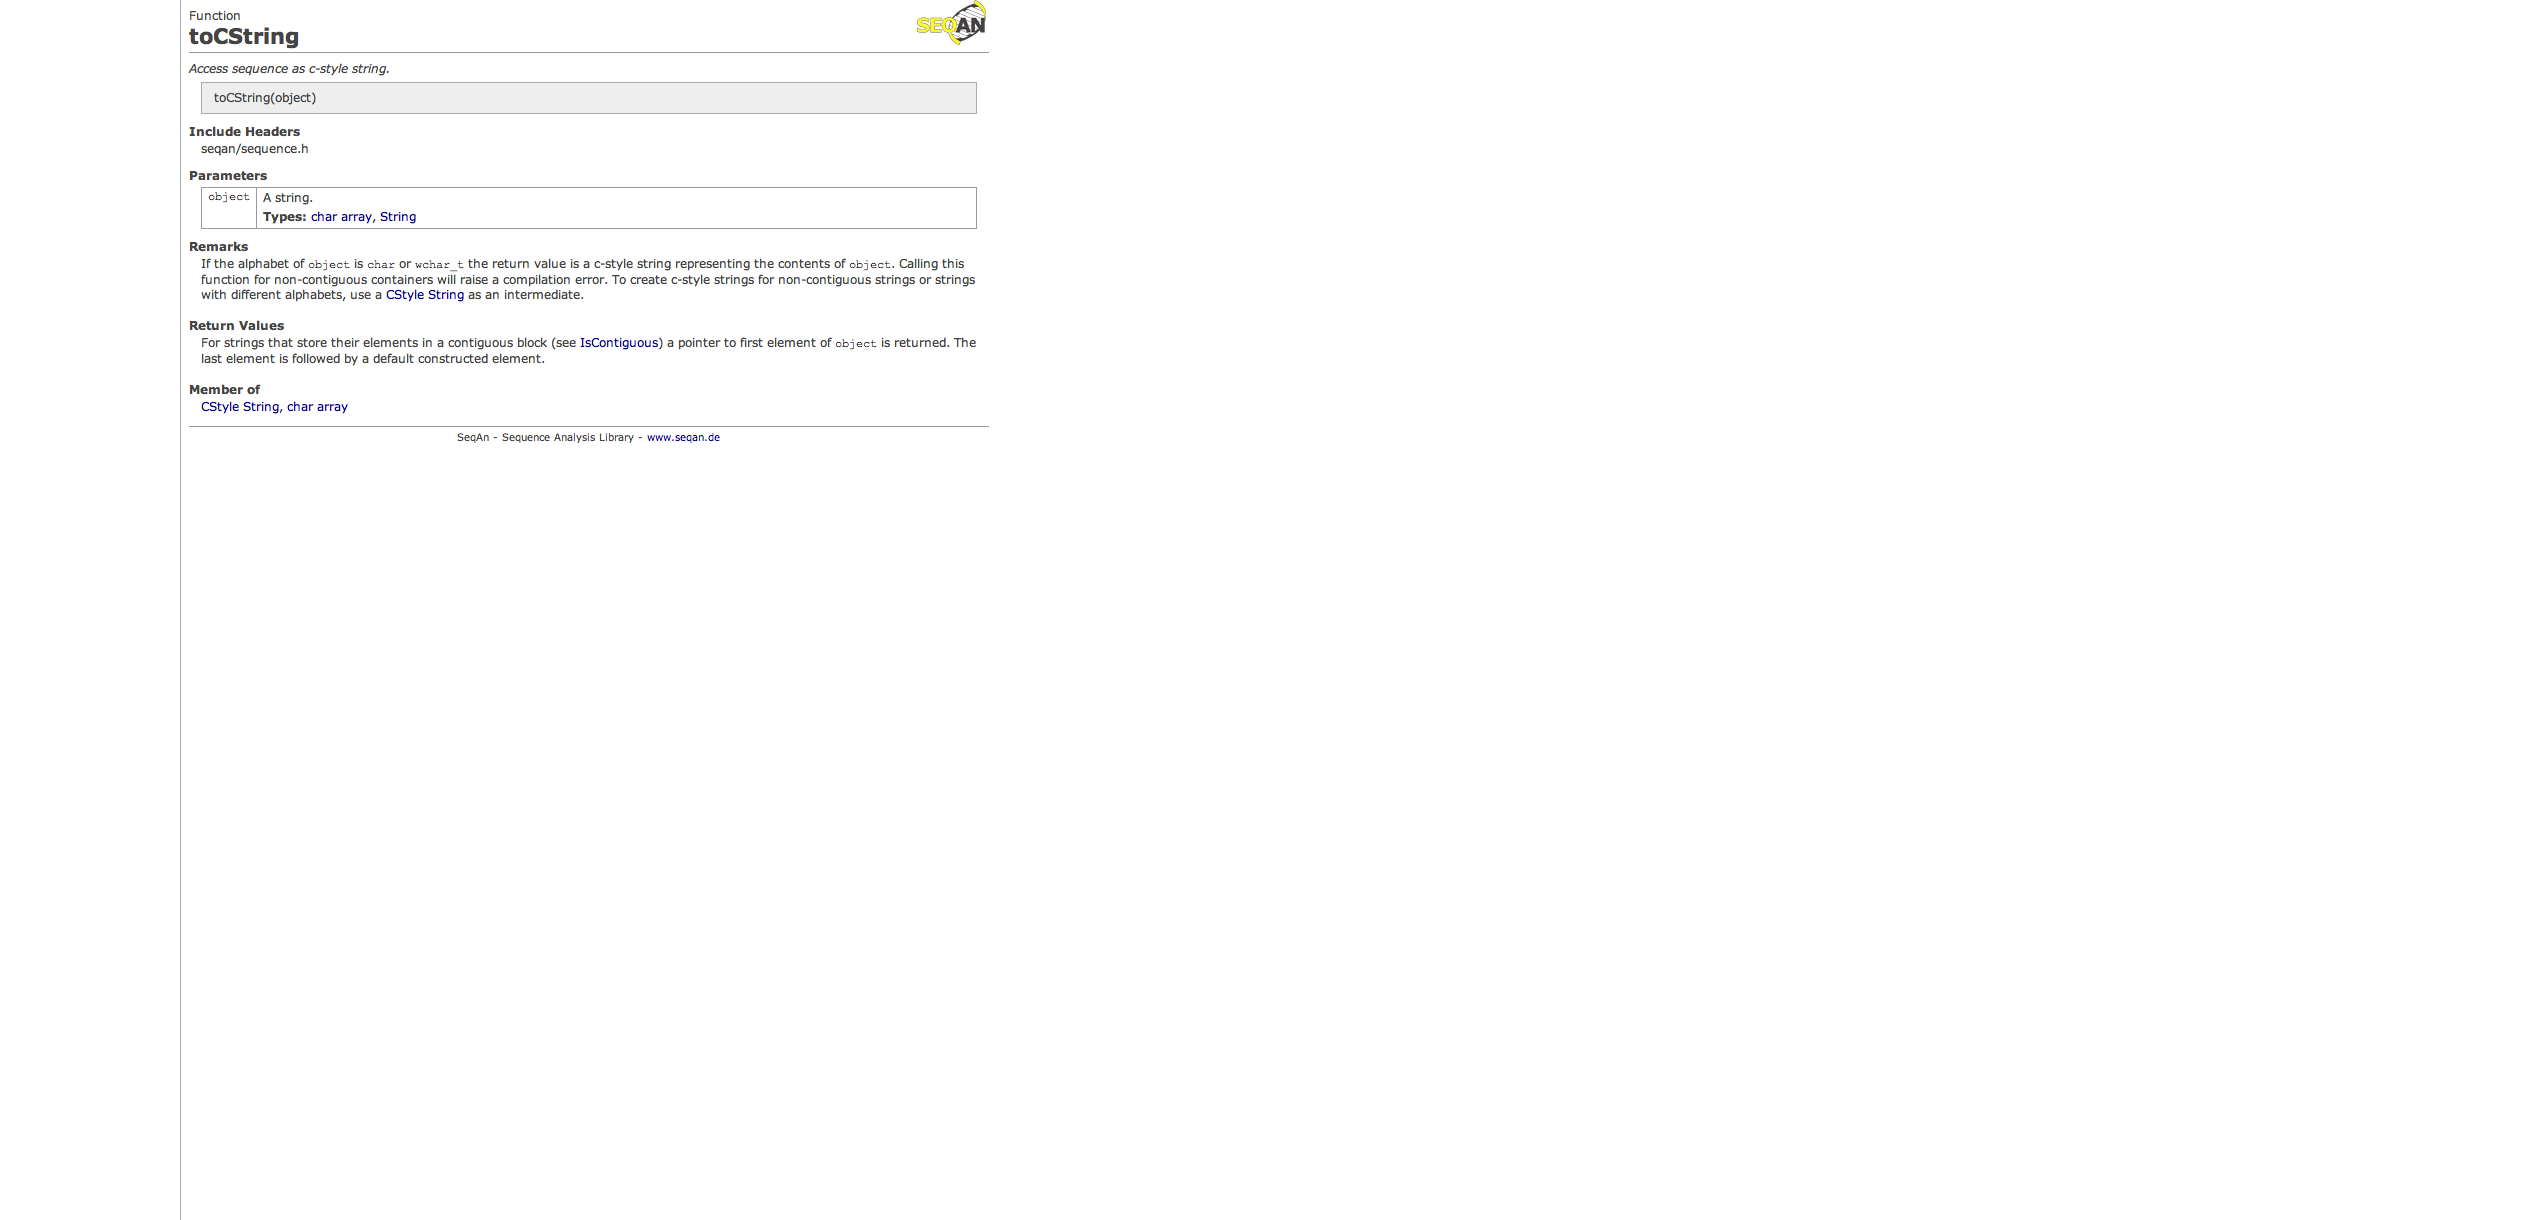 Function
toCString
SEQAN
Access sequence as c-style string.
toCString(object)
Include Headers
seqan/sequence.h
Parameters
object A string.
Types: char array, String
Remarks
If the alphabet of object is char or wchar_t the return value is a c-style string representing the contents of object. Calling this
function for non-contiguous containers will raise a compilation error. To create c-style strings for non-contiguous strings or strings
with different alphabets, use a CStyle String as an intermediate.
Return Values
For strings that store their elements in a contiguous block (see IsContiguous) a pointer to first element of object is returned. The
last element is followed by a default constructed element.
Member of
CStyle String, char array
SeqAn - Sequence Analysis Library - www.seqan.de